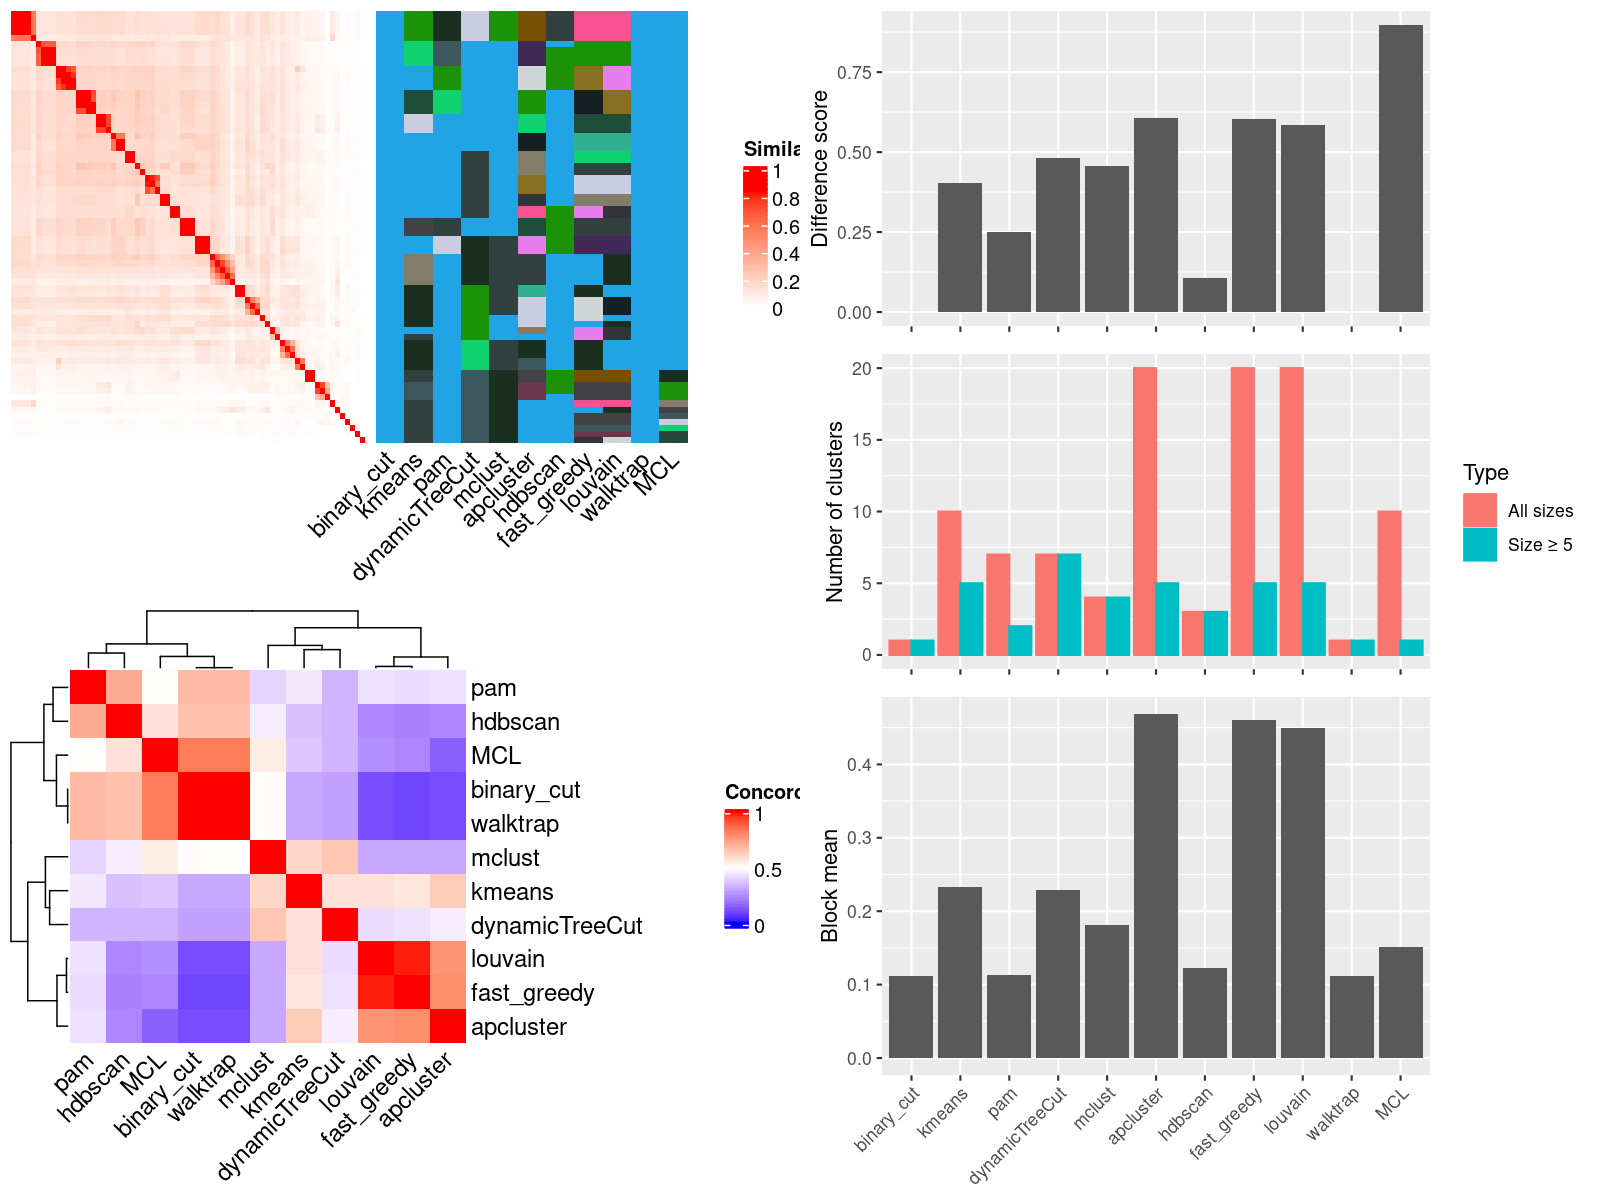 Simila
1
0.8
0.6
0.4
0.2
0
binary_cut
kmeans
pam
dynamicTreeCut
mclust
apcluster
hdbscan
fast_greedy
louvain
walktrap
MCL
Difference score
0.75
0.50
0.25
0.00
Number of clusters
20
15
10
5
0
Type
All sizes
Size ≥ 5
pam
hdbscan
MCL
binary_cut
walktrap
mclust
kmeans
dynamicTreeCut
louvain
fast_greedy
apcluster
pam
hdbscan
MCL
binary_cut
walktrap
mclust
kmeans
dynamicTreeCut
louvain
fast_greedy
apcluster
Concord
1
0.5
0
Block mean
0.4
0.3
0.2
0.1
0.0
binary_cut
kmeans
pam
dynamicTreeCut
mclust
apcluster
hdbscan
fast_greedy
louvain
walktrap
MCL